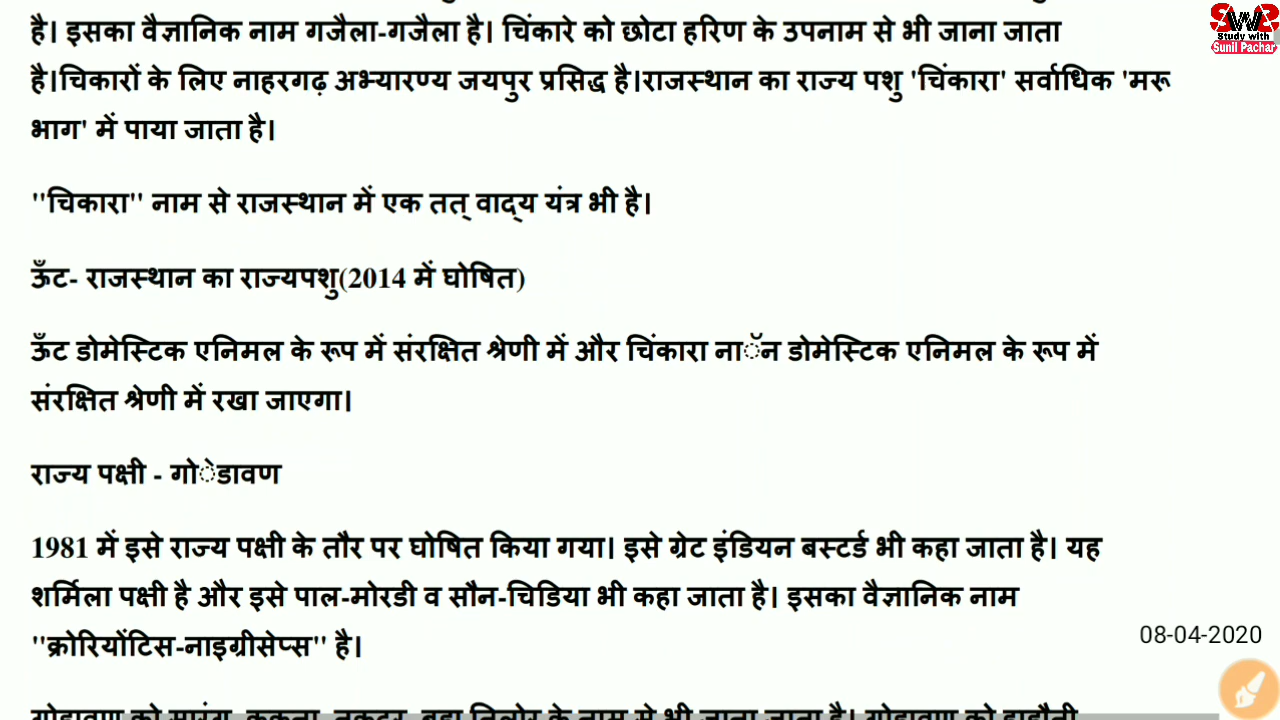 है। इसका वैज्ञानिक नाम गजैला-गजैला है। चिंकारे को छोटा हरिण के उपनाम से भी जाना जाता
है।चिकारों के लिए नाहरगढ़ अभ्यारण्य जयपुर प्रसिद्ध है।राजस्थान का राज्य पशु 'चिंकारा' सर्वाधिक 'मरू
भाग' में पाया जाता है।
"चिकारा" नाम से राजस्थान में एक तत् वाद्य यंत्र भी है।
ऊँट- राजस्थान का राज्यपशु(2014 में घोषित)
ऊँट डोमेस्टिक एनिमल के रूप में संरक्षित श्रेणी में और चिंकारा नाॅन डोमेस्टिक एनिमल के रूप में
संरक्षित श्रेणी में रखा जाएगा।
राज्य पक्षी - गोेडावण
1981 में इसे राज्य पक्षी के तौर पर घोषित किया गया। इसे ग्रेट इंडियन बस्टर्ड भी कहा जाता है। यह
शर्मिला पक्षी है और इसे पाल-मोरडी व सौन-चिडिया भी कहा जाता है। इसका वैज्ञानिक नाम
"क्रोरियोंटिस-नाइग्रीसेप्स" है।
SWS
Study with
Sunil Pachar
08-04-2020